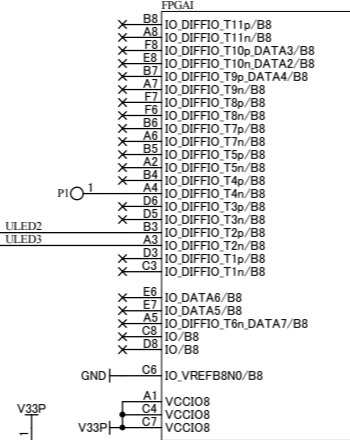 FPGAI
B8 IO_DIFFIO_T11p/B8
A8 IO_DIFFIO_T11n/B8
F8 IO_DIFFIO_T10p_DATA3/B8
E8 IO_DIFFIO_T10n_DATA2/B8
B7 IO_DIFFIO_T9p_DATA4/B8
A7 IO_DIFFIO_T9n/B8
F7 IO_DIFFIO_T8p/B8
F6 IO_DIFFIO_T8n/B8
B6 IO_DIFFIO_T7p/B8
A6 IO_DIFFIO_T7n/B8
B5 IO_DIFFIO_T5p/B8
A2 IO_DIFFIO_T5n/B8
B4 IO_DIFFIO_T4p/B8
P1 1 A4 IO_DIFFIO_T4n/B8
D6 IO_DIFFIO_T3p/B8
D5 IO_DIFFIO_T3n/B8
ULED2 B3 IO_DIFFIO_T2p/B8
ULED3 A3 IO_DIFFIO_T2n/B8
D3 IO_DIFFIO_T1p/B8
C3 IO_DIFFIO_T1n/B8
E6 IO_DATA6/B8
E7 IO_DATA5/B8
A5 IO_DIFFIO_T6n_DATA7/B8
C8 IO/B8
D8 IO/B8
GND C6 IO_VREFB8N0/B8
A1 VCCIO8
V33P C4 VCCIO8
V33P C7 VCCIO8
1